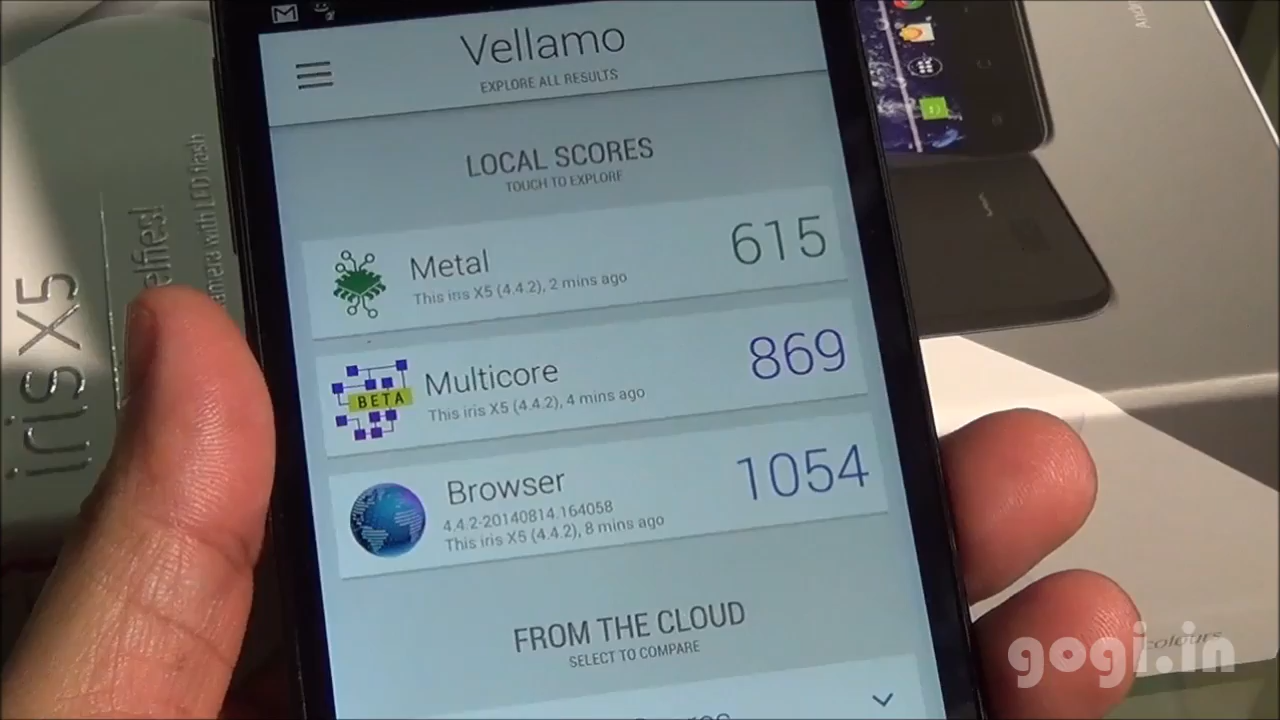 Vellamo
EXPLORE ALL RESULTS
LOCAL SCORES
TOUCH TO EXPLORE
Metal
615
This iris X5 (4.4.2), 2 mins ago
BETA
Multicore
869
This iris X5 (4.4.2), 4 mins ago
Browser
1054
4.4.2-20140814.164058
This iris X5 (4.4.2), 8 mins ago
FROM THE CLOUD
SELECT TO COMPARE
iris X5
with LED flash
colours
gogi.in